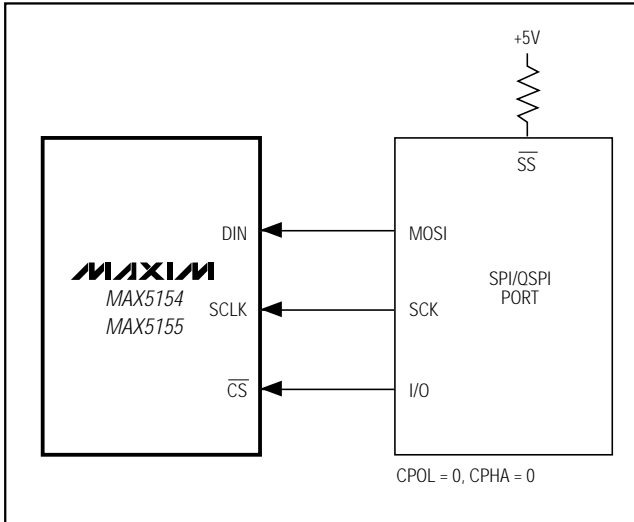 +5V
SS
DIN
MOSI
MAXIM
MAX5154
MAX5155
SPI/QSPI
PORT
SCLK
SCK
CS
I/O
CPOL = 0, CPHA = 0